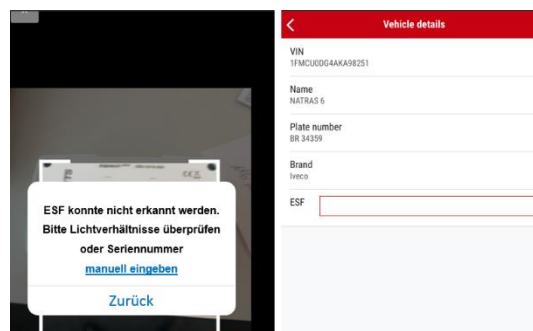 ESF konnte nicht erkannt werden.
Bitte Lichtverhältnisse überprüfen
oder Seriennummer
manuell eingeben
Zurück
Vehicle details
VIN
1FMCU0DG4AKA98251
Name
NATRAS 6
Plate number
BR 34359
Brand
Iveco
ESF